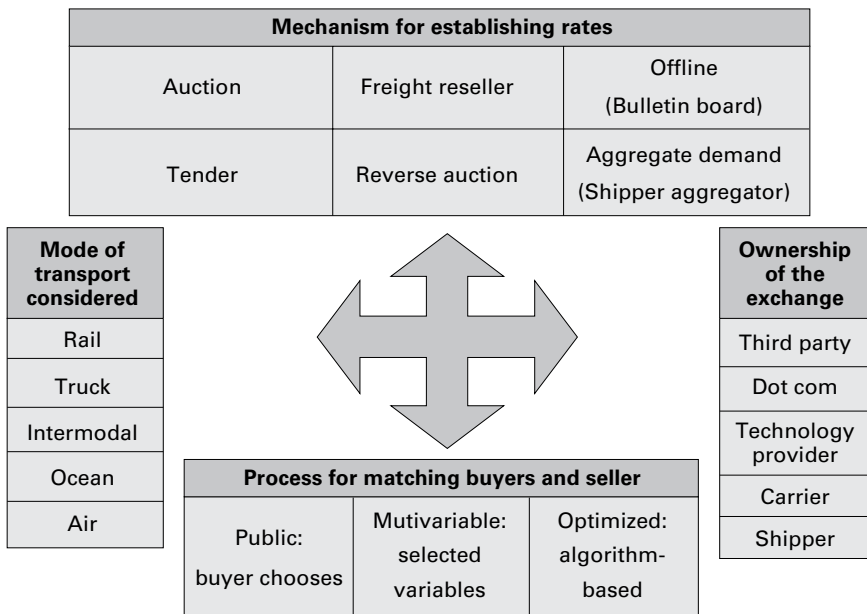 Mechanism for establishing rates
Auction
Freight reseller
Offline
(Bulletin board)
Tender
Reverse auction
Aggregate demand
(Shipper aggregator)
Mode of
transport
considered
Rail
Truck
Intermodal
Ocean
Air
Ownership
of the
exchange
Third party
Dot com
Technology
provider
Carrier
Shipper
Process for matching buyers and seller
Public:
buyer chooses
Mutivariable:
selected
variables
Optimized:
algorithm-
based